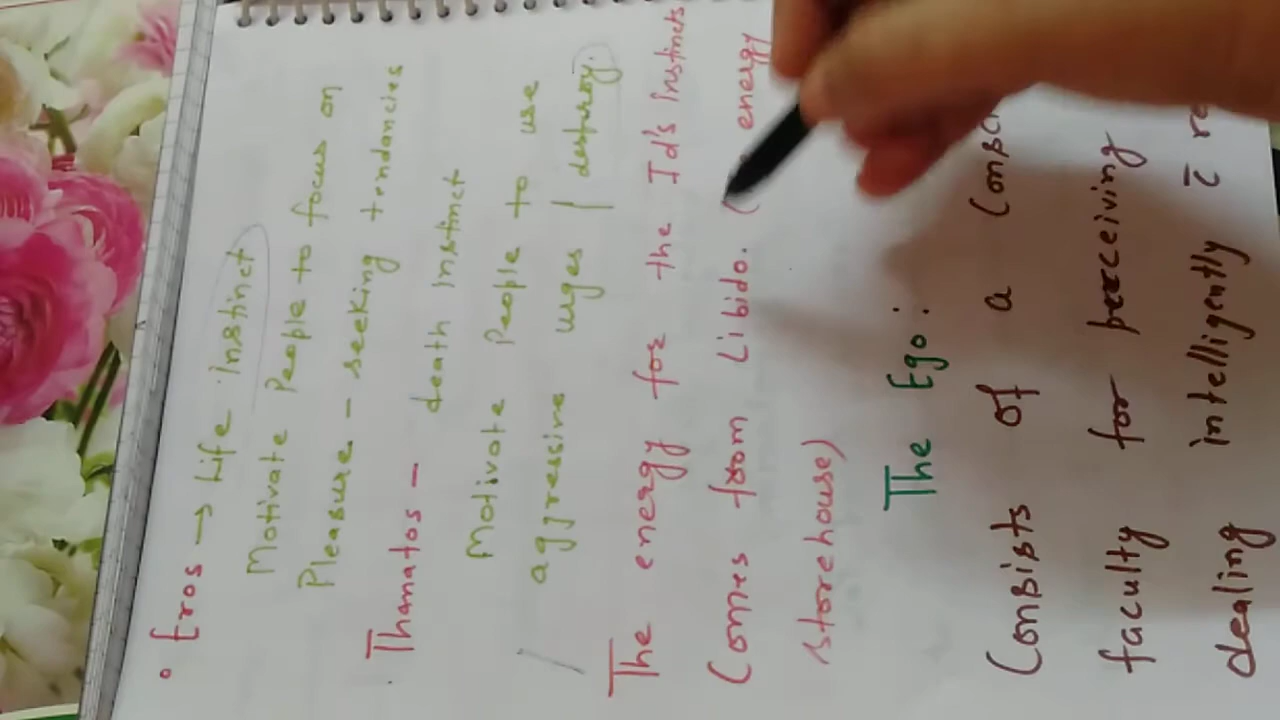 • Eros → Life instinct
Motivate People to focus on
Pleasure - seeking tendancies
Thanatos - death instinct
Motivate People to use
aggressive urges / destroy.
The energy for the Id's instincts
Comes from Libido. ( energy
storehouse)
The Ego:
Consists of a
faculty for perceiving
dealing intelligently c̄